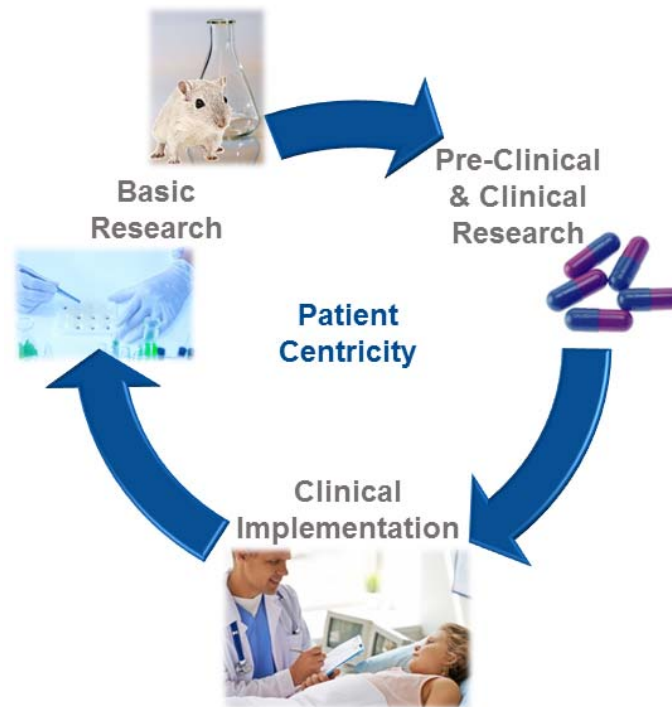 Basic
Research
Pre-Clinical
& Clinical
Research
Patient
Centricity
Clinical
Implementation